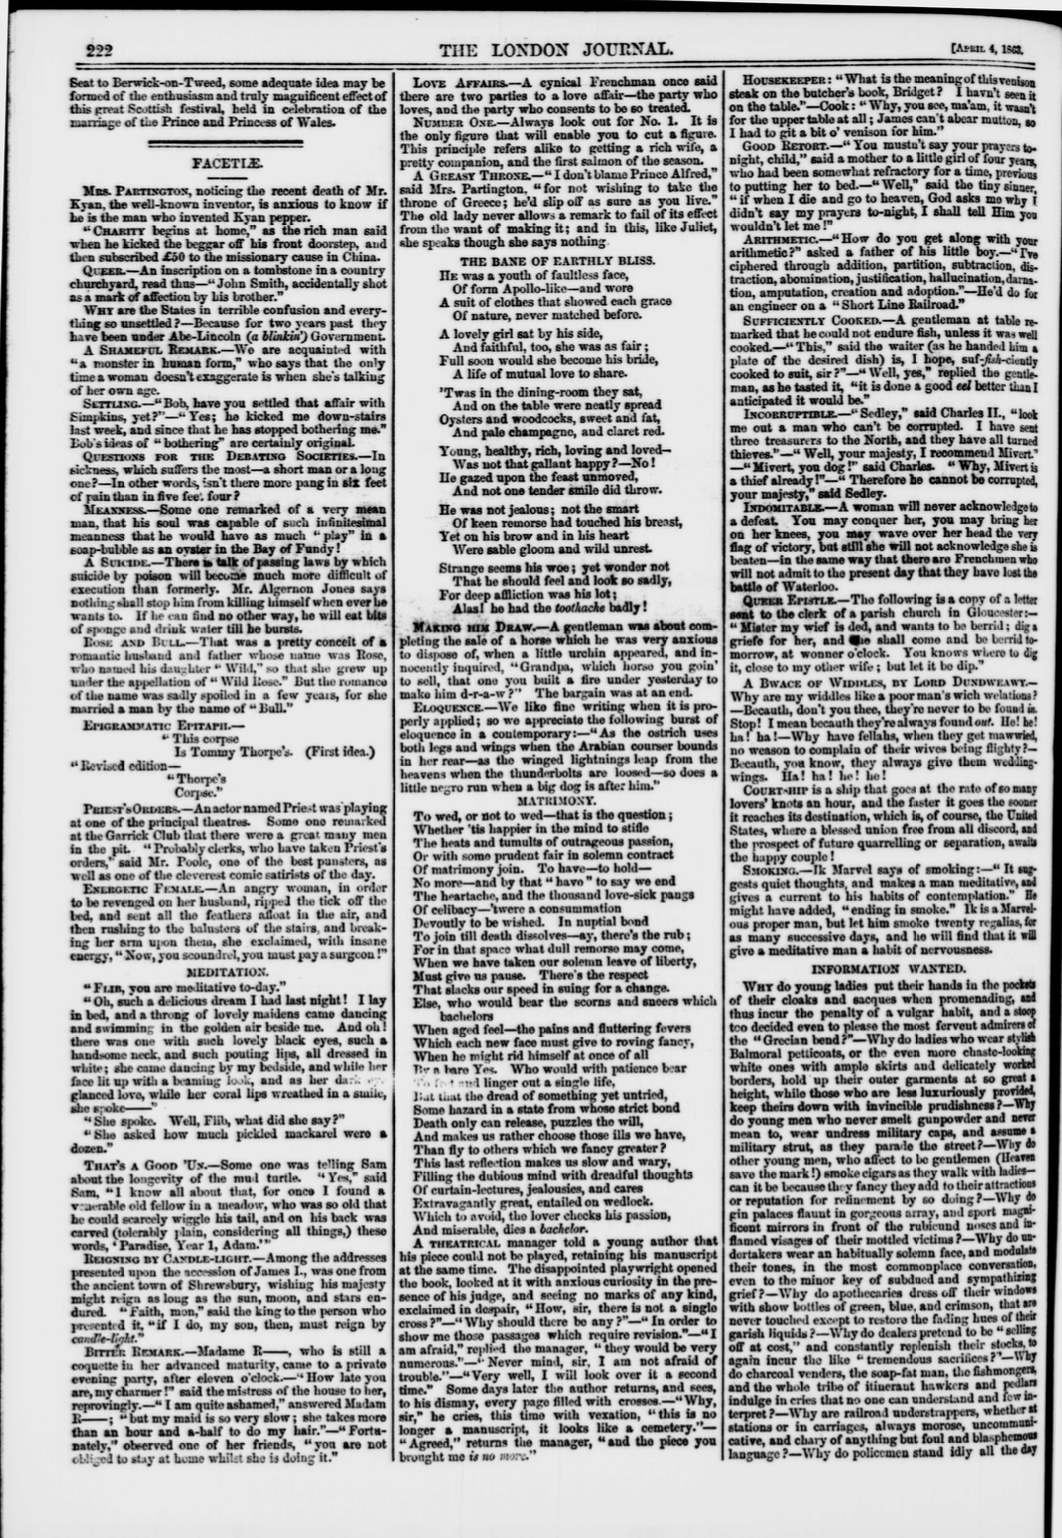 222
THE LONDON JOURNAL.
[APRIL 4, 1863.
Seat to Berwick-on-Tweed, some adequate idea may be
formed of the enthusiasm and truly magnificent effect of
this great Scottish festival, held in celebration of the
marriage of the Prince and Princess of Wales.
FACETIÆ.
MRS. PARTINGTON, noticing the recent death of Mr.
Kyan, the well-known inventor, is anxious to know if
he is the man who invented Kyan pepper.
"CHARITY begins at home," as the rich man said
when he kicked the beggar off his front doorstep, and
then subscribed £50 to the missionary cause in China.
QUEER.—An inscription on a tombstone in a country
churchyard, read thus—"John Smith, accidentally shot
as a mark of affection by his brother."
WHY are the States in terrible confusion and every-
thing so unsettled?—Because for two years past they
have been under Abe-Lincoln (a blinkin') Government.
A SHAMEFUL REMARK.—We are acquainted with
"a monster in human form," who says that the only
time a woman doesn't exaggerate is when she's talking
of her own age.
SETTLING.—"Bob, have you settled that affair with
Simpkins, yet?"—"Yes; he kicked me down-stairs
last week, and since that he has stopped bothering me."
Bob's ideas of "bothering" are certainly original.
QUESTIONS FOR THE DEBATING SOCIETIES.—In
sickness, which suffers the most—a short man or a long
one?—In other words, isn't there more pang in six feet
of pain than in five feet four?
MEANNESS.—Some one remarked of a very mean
man, that his soul was capable of such infinitesimal
meanness that he would have as much "play" in a
soap-bubble as an oyster in the Bay of Fundy!
A SUICIDE.—There is talk of passing laws by which
suicide by poison will become much more difficult of
execution than formerly. Mr. Algernon Jones says
nothing shall stop him from killing himself when ever he
wants to. If he can find no other way, he will eat bits
of sponge and drink water till he bursts.
ROSE AND BULL.—That was a pretty conceit of a
romantic husband and father whose name was Rose,
who named his daughter "Wild," so that she grew up
under the appellation of "Wild Rose." But the romance
of the name was sadly spoiled in a few years, for she
married a man by the name of "Bull."
EPIGRAMMATIC EPITAPH.—
"This corpse
Is Tommy Thorpe's. (First idea.)
"Revised edition—
"Thorpe's
Corpse."
PRIEST'S ORDERS.—An actor named Priest was playing
at one of the principal theatres. Some one remarked
at the Garrick Club that there were a great many men
in the pit. "Probably clerks, who have taken Priest's
orders," said Mr. Poole, one of the best punsters, as
well as one of the cleverest comic satirists of the day.
ENERGETIC FEMALE.—An angry woman, in order
to be revenged on her husband, ripped the tick off the
bed, and sent all the feathers afloat in the air, and
then rushing to the balusters of the stairs, and break-
ing her arm upon them, she exclaimed, with insane
energy, "Now, you scoundrel, you must pay a surgeon!"
MEDITATION.
"FLIB, you are meditative to-day."
"Oh, such a delicious dream I had last night! I lay
in bed, and a throng of lovely maidens came dancing
and swimming in the golden air beside me. And oh!
there was one with such lovely black eyes, such a
handsome neck, and such pouting lips, all dressed in
white; she came dancing by my bedside, and while her
face lit up with a beaming look, and as her dark
glanced love, while her coral lips wreathed in a smile,
she spoke——"
"She spoke. Well, Flib, what did she say?"
"She asked how much pickled mackarel were a
dozen."
THAT'S A GOOD 'UN.—Some one was telling Sam
about the longevity of the mud turtle. "Yes," said
Sam, "I know all about that, for once I found a
venerable old fellow in a meadow, who was so old that
he could scarcely wiggle his tail, and on his back was
carved (tolerably plain, considering all things,) these
words, 'Paradise, Year 1, Adam.'"
REIGNING BY CANDLE-LIGHT.—Among the addresses
presented upon the accession of James I., was one from
the ancient town of Shrewsbury, wishing his majesty
might reign as long as the sun, moon, and stars en-
dured. "Faith, mon," said the king to the person who
presented it, "if I do, my son, then, must reign by
candle-light."
BITTER REMARK.—Madame R——, who is still a
coquette in her advanced maturity, came to a private
evening party, after eleven o'clock.—"How late you
are, my charmer!" said the mistress of the house to her,
reprovingly.—"I am quite ashamed," answered Madam
R——; "but my maid is so very slow; she takes more
than an hour and a-half to do my hair."—"Fortu-
nately," observed one of her friends, "you are not
obliged to stay at home whilst she is doing it."
LOVE AFFAIRS.—A cynical Frenchman once said
there are two parties to a love affair—the party who
loves, and the party who consents to be so treated.
NUMBER ONE.—Always look out for No. 1. It is
the only figure that will enable you to cut a figure.
This principle refers alike to getting a rich wife, a
pretty companion, and the first salmon of the season.
A GREASY THRONE.—"I don't blame Prince Alfred,"
said Mrs. Partington, "for not wishing to take the
throne of Greece; he'd slip off as sure as you live."
The old lady never allows a remark to fail of its effect
from the want of making it; and in this, like Juliet,
she speaks though she says nothing.
THE BANE OF EARTHLY BLISS.
HE was a youth of faultless face,
Of form Apollo-like—and wore
A suit of clothes that showed each grace
Of nature, never matched before.
A lovely girl sat by his side,
And faithful, too, she was as fair;
Full soon would she become his bride,
A life of mutual love to share.
'Twas in the dining-room they sat,
And on the table were neatly spread
Oysters and woodcocks, sweet and fat,
And pale champagne, and claret red.
Young, healthy, rich, loving and loved—
Was not that gallant happy?—No!
He gazed upon the feast unmoved,
And not one tender smile did throw.
He was not jealous; not the smart
Of keen remorse had touched his breast,
Yet on his brow and in his heart
Were sable gloom and wild unrest.
Strange seems his woe; yet wonder not
That he should feel and look so sadly,
For deep affliction was his lot;
Alas! he had the toothache badly!
MAKING HIM DRAW.—A gentleman was about com-
pleting the sale of a horse which he was very anxious
to dispose of, when a little urchin appeared, and in-
nocently inquired, "Grandpa, which horse you goin'
to sell, that one you built a fire under yesterday to
make him d-r-a-w?" The bargain was at an end.
ELOQUENCE.—We like fine writing when it is pro-
perly applied; so we appreciate the following burst of
eloquence in a contemporary:—"As the ostrich uses
both legs and wings when the Arabian courser bounds
in her rear—as the winged lightnings leap from the
heavens when the thunderbolts are loosed—so does a
little negro run when a big dog is after him."
MATRIMONY.
To wed, or not to wed—that is the question;
Whether 'tis happier in the mind to stifle
The heats and tumults of outrageous passion,
Or with some prudent fair in solemn contract
Of matrimony join. To have—to hold—
No more—and by that "have" to say we end
The heartache, and the thousand love-sick pangs
Of celibacy—'twere a consummation
Devoutly to be wished. In nuptial bond
To join till death dissolves—ay, there's the rub;
For in that space what dull remorse may come,
When we have taken our solemn leave of liberty,
Must give us pause. There's the respect
That slacks our speed in suing for a change.
Else, who would bear the scorns and sneers which
bachelors
When aged feel—the pains and fluttering fevers
Which each new face must give to roving fancy,
When he might rid himself at once of all
By a bare Yes. Who would with patience bear
To fret and linger out a single life,
But that the dread of something yet untried,
Some hazard in a state from whose strict bond
Death only can release, puzzles the will,
And makes us rather choose those ills we have,
Than fly to others which we fancy greater?
This last reflection makes us slow and wary,
Filling the dubious mind with dreadful thoughts
Of curtain-lectures, jealousies, and cares
Extravagantly great, entailed on wedlock.
Which to avoid, the lover checks his passion,
And miserable, dies a bachelor.
A THEATRICAL manager told a young author that
his piece could not be played, retaining his manuscript
at the same time. The disappointed playwright opened
the book, looked at it with anxious curiosity in the pre-
sence of his judge, and seeing no marks of any kind,
exclaimed in despair, "How, sir, there is not a single
cross?"—"Why should there be any?"—"In order to
show me those passages which require revision."—"I
am afraid," replied the manager, "they would be very
numerous."—"Never mind, sir, I am not afraid of
trouble."—"Very well, I will look over it a second
time." Some days later the author returns, and sees,
to his dismay, every page filled with crosses.—"Why,
sir," he cries, this time with vexation, "this is no
longer a manuscript, it looks like a cemetery."—
"Agreed," returns the manager, "and the piece you
brought me is no more."
HOUSEKEEPER: "What is the meaning of this venison
steak on the butcher's book, Bridget? I havn't seen it
on the table."—Cook: "Why, you see, ma'am, it wasn't
for the upper table at all; James can't abear mutton, so
I had to git a bit o' venison for him."
GOOD RETORT.—"You mustn't say your prayers to-
night, child," said a mother to a little girl of four years,
who had been somewhat refractory for a time, previous
to putting her to bed.—"Well," said the tiny sinner,
"if when I die and go to heaven, God asks me why I
didn't say my prayers to-night, I shall tell Him you
wouldn't let me!"
ARITHMETIC.—"How do you get along with your
arithmetic?" asked a father of his little boy.—"I've
ciphered through addition, partition, subtraction, dis-
traction, abomination, justification, hallucination, darna-
tion, amputation, creation and adoption."—He'd do for
an engineer on a "Short Line Railroad."
SUFFICIENTLY COOKED.—A gentleman at table re-
marked that he could not endure fish, unless it was well
cooked.—"This," said the waiter (as he handed him a
plate of the desired dish) is, I hope, suf-fish-ciently
cooked to suit, sir?"—"Well, yes," replied the gentle-
man, as he tasted it, "it is done a good eel better than I
anticipated it would be."
INCORRUPTIBLE.—"Sedley," said Charles II., "look
me out a man who can't be corrupted. I have sent
three treasurers to the North, and they have all turned
thieves."—"Well, your majesty, I recommend Mivert."
—"Mivert, you dog!" said Charles. "Why, Mivert is
a thief already!"—"Therefore he cannot be corrupted,
your majesty," said Sedley.
INDOMITABLE.—A woman will never acknowledge to
a defeat. You may conquer her, you may bring her
on her knees, you may wave over her head the very
flag of victory, but still she will not acknowledge she is
beaten—in the same way that there are Frenchmen who
will not admit to the present day that they have lost the
battle of Waterloo.
QUEER EPISTLE.—The following is a copy of a letter
sent to the clerk of a parish church in Gloucester:—
"Mister my wief is ded, and wants to be berrid; dig a
griefe for her, and she shall come and be berrid to-
morrow, at wonner o'clock. You knows where to dig
it, close to my other wife; but let it be dip."
A BWACE OF WIDDLES, BY LORD DUNDWEAWY.—
Why are my widdles like a poor man's wich welations?
—Becauth, don't you thee, they're never to be found in.
Stop! I mean becauth they're always found out. He! he!
ha! ha!—Why have fellahs, when they get mawwied,
no weason to complain of their wives being flighty?—
Becauth, you know, they always give them wedding-
wings. Ha! ha! he! he!
COURT-HIP is a ship that goes at the rate of so many
lovers' knots an hour, and the faster it goes the sooner
it reaches its destination, which is, of course, the United
States, where a blessed union free from all discord, and
the prospect of future quarrelling or separation, awaits
the happy couple!
SMOKING.—Ik Marvel says of smoking:—"It sug-
gests quiet thoughts, and makes a man meditative, and
gives a current to his habits of contemplation." He
might have added, "ending in smoke." Ik is a Marvel-
ous proper man, but let him smoke twenty regalias, for
as many successive days, and he will find that it will
give a meditative man a habit of nervousness.
INFORMATION WANTED.
WHY do young ladies put their hands in the pockets
of their cloaks and sacques when promenading, and
thus incur the penalty of a vulgar habit, and a stoop
too decided even to please the most fervent admirers of
the "Grecian bend?"—Why do ladies who wear stylish
Balmoral petticoats, or the even more chaste-looking
white ones with ample skirts and delicately worked
borders, hold up their outer garments at so great a
height, while those who are less luxuriously provided,
keep theirs down with invincible prudishness?—Why
do young men who never smelt gunpowder and never
mean to, wear undress military caps, and assume a
military strut, as they parade the street?—Why do
other young men, who affect to be gentlemen (Heaven
save the mark!) smoke cigars as they walk with ladies—
can it be because they fancy they add to their attractions
or reputation for refinement by so doing?—Why do
gin palaces flaunt in gorgeous array, and sport magni-
ficent mirrors in front of the rubicund noses and in-
flamed visages of their mottled victims?—Why do un-
dertakers wear an habitually solemn face, and modulate
their tones, in the most commonplace conversation,
even to the minor key of subdued and sympathizing
grief?—Why do apothecaries dress off their windows
with show bottles of green, blue, and crimson, that are
never touched except to restore the fading hues of their
garish liquids?—Why do dealers pretend to be "selling
off at cost," and constantly replenish their stocks, to
again incur the like "tremendous sacrifices?"—Why
do charcoal venders, the soap-fat man, the fishmongers,
and the whole tribe of itinerant hawkers and pedlars
indulge in cries that no one can understand and few in-
terpret?—Why are railroad understrappers, whether at
stations or in carriages, always morose, uncommuni-
cative, and chary of anything but foul and blasphemous
language?—Why do policemen stand idly all the day